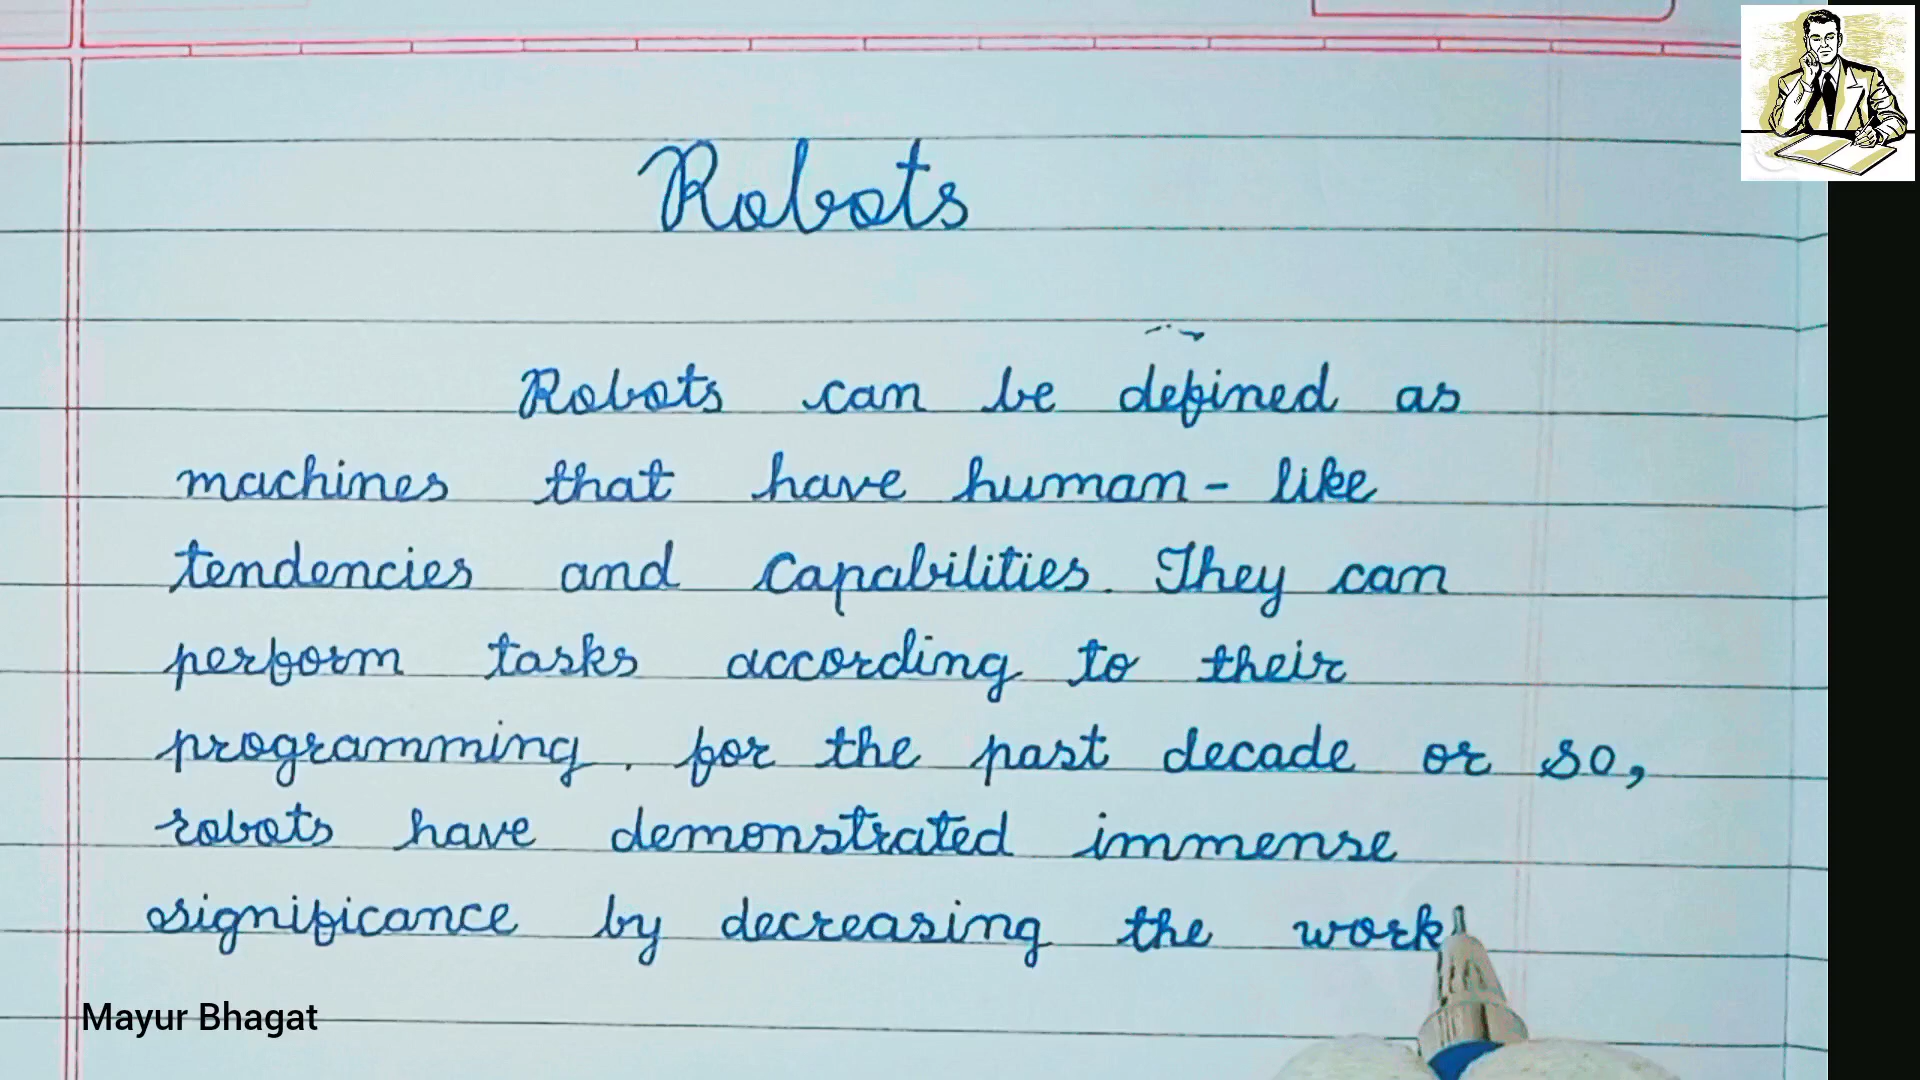 Robots
Robots can be defined as
machines that have human-like
tendencies and capabilities. They can
perform tasks according to their
programming. for the past decade or so,
robots have demonstrated immense
significance by decreasing the work
Mayur Bhagat